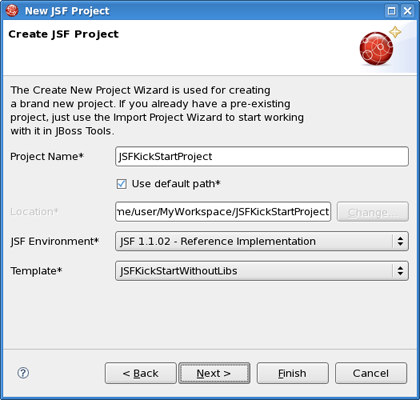 New JSF Project
Create JSF Project
The Create New Project Wizard is used for creating
a brand new project. If you already have a pre-existing
project, just use the Import Project Wizard to start working
with it in JBoss Tools.
Project Name* JSFKickStartProject
Use default path*
Location* me/user/MyWorkspace/JSFKickStartProject Change...
JSF Environment* JSF 1.1.02 - Reference Implementation
Template* JSFKickStartWithoutLibs
? < Back Next > Finish Cancel